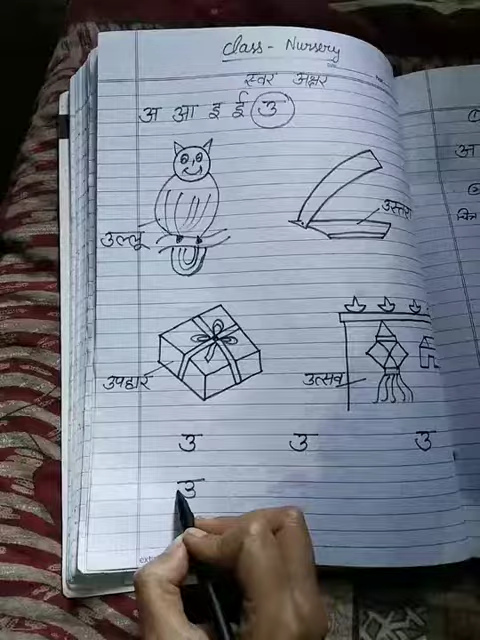 Class - Nursery
स्वर अक्षर
अ आ इ ई उ
उल्लू
उस्तरा
उपहार
उत्सव
उ उ उ
उ
अ